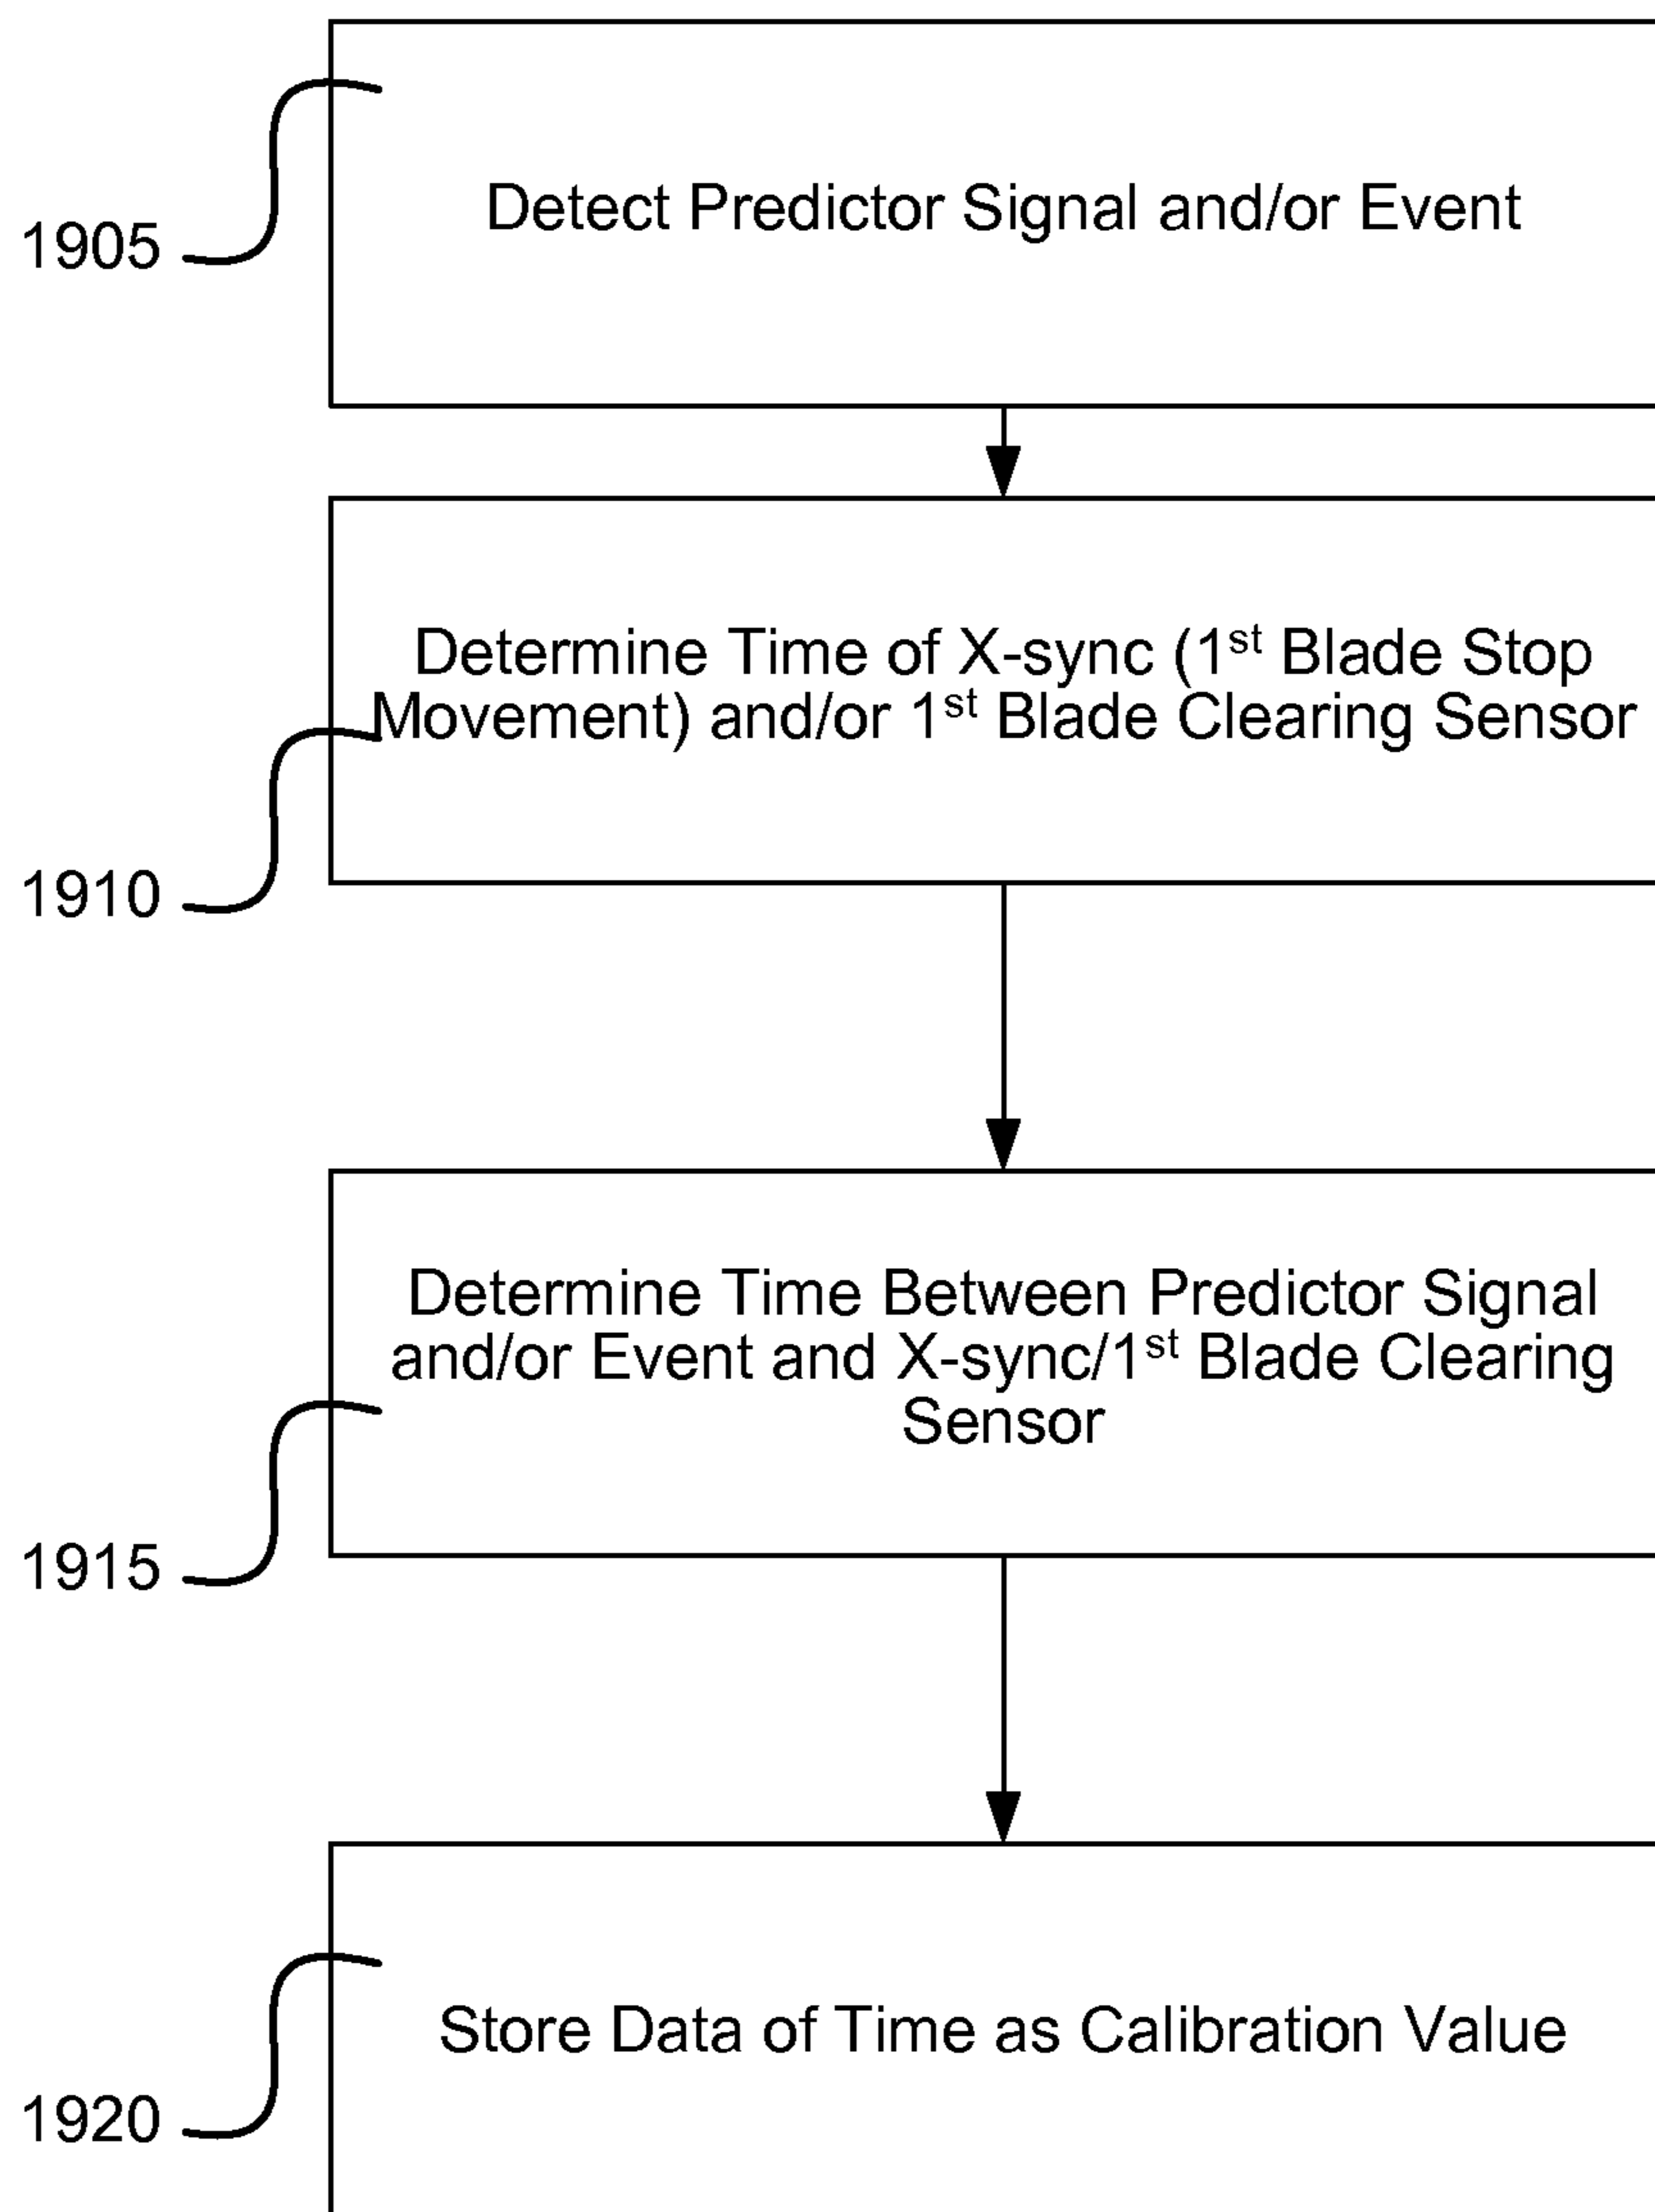 Detect Predictor Signal and/or Event
1905
Determine Time of X-sync (1st Blade Stop
Movement) and/or 1st Blade Clearing Sensor
1910
Determine Time Between Predictor Signal
and/or Event and X-sync/1st Blade Clearing
Sensor
1915
Store Data of Time as Calibration Value
1920